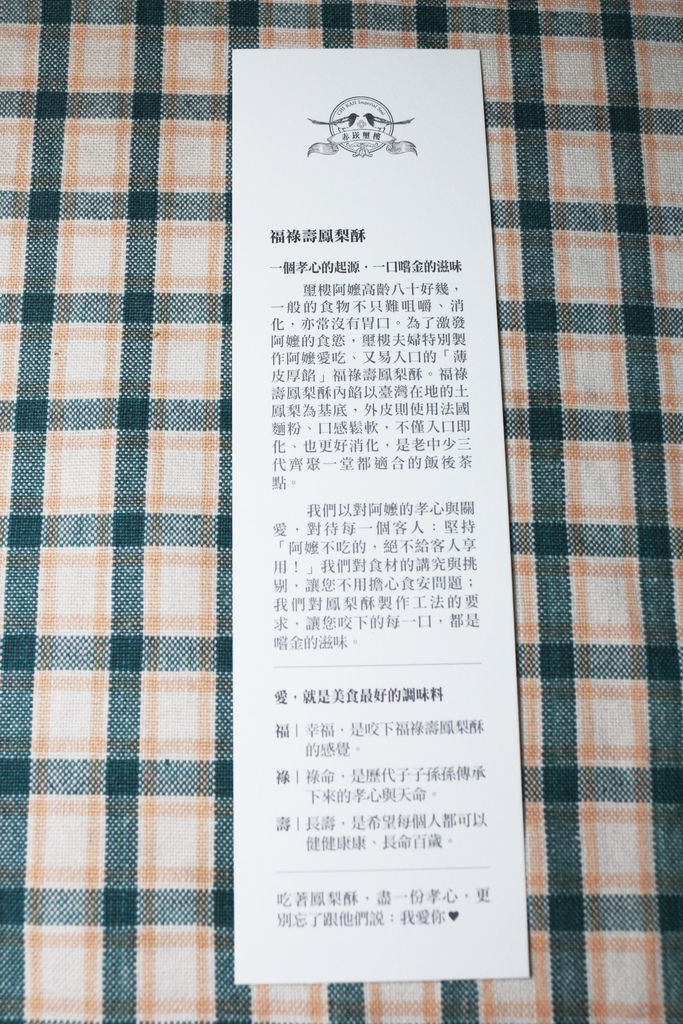 CHI KAN Imperial Seal
赤崁璽樓
福祿壽鳳梨酥
一個孝心的起源，一口嚐金的滋味
璽樓阿嬤高齡八十好幾，
一般的食物不只難咀嚼、消
化，亦常沒有胃口。為了激發
阿嬤的食慾，璽樓夫婦特別製
作阿嬤愛吃、又易入口的「薄
皮厚餡」福祿壽鳳梨酥。福祿
壽鳳梨酥內餡以臺灣在地的土
鳳梨為基底，外皮則使用法國
麵粉、口感鬆軟，不僅入口即
化、也更好消化，是老中少三
代齊聚一堂都適合的飯後茶
點。
我們以對阿嬤的孝心與關
愛，對待每一個客人：堅持
「阿嬤不吃的，絕不給客人享
用！」我們對食材的講究與挑
剔，讓您不用擔心食安問題；
我們對鳳梨酥製作工法的要
求，讓您咬下的每一口，都是
嚐金的滋味。
愛，就是美食最好的調味料
福｜幸福，是咬下福祿壽鳳梨酥
的感覺。
祿｜祿命，是歷代子子孫孫傳承
下來的孝心與天命。
壽｜長壽，是希望每個人都可以
健健康康、長命百歲。
吃著鳳梨酥，盡一份孝心，更
別忘了跟他們說：我愛你♥